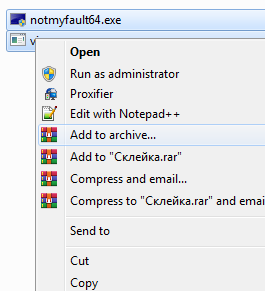 notmyfault64.exe
Open
Run as administrator
Proxifier
Edit with Notepad++
Add to archive...
Add to "Склейка.rar"
Compress and email...
Compress to "Склейка.rar" and emai
Send to
Cut
Copy